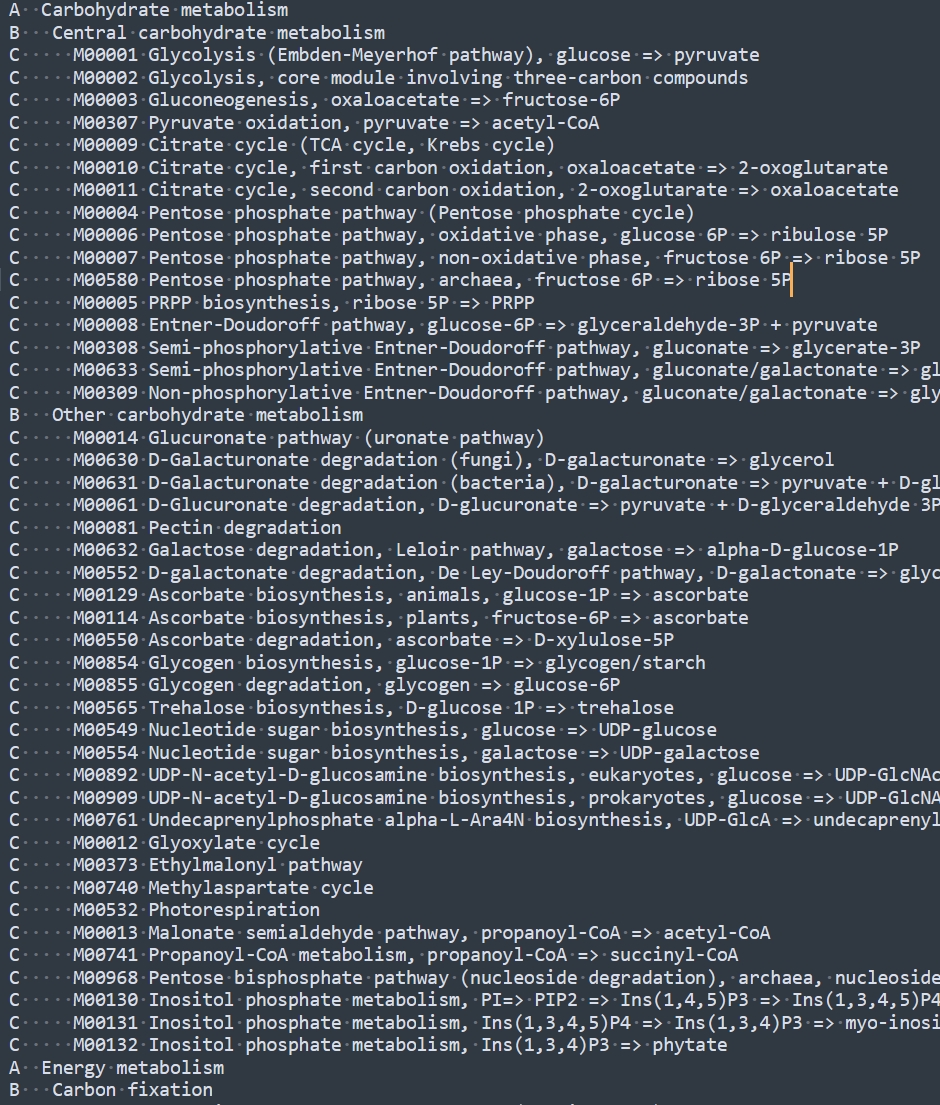 A  Carbohydrate metabolism
B   Central carbohydrate metabolism
C     M00001 Glycolysis (Embden-Meyerhof pathway), glucose => pyruvate
C     M00002 Glycolysis, core module involving three-carbon compounds
C     M00003 Gluconeogenesis, oxaloacetate => fructose-6P
C     M00307 Pyruvate oxidation, pyruvate => acetyl-CoA
C     M00009 Citrate cycle (TCA cycle, Krebs cycle)
C     M00010 Citrate cycle, first carbon oxidation, oxaloacetate => 2-oxoglutarate
C     M00011 Citrate cycle, second carbon oxidation, 2-oxoglutarate => oxaloacetate
C     M00004 Pentose phosphate pathway (Pentose phosphate cycle)
C     M00006 Pentose phosphate pathway, oxidative phase, glucose 6P => ribulose 5P
C     M00007 Pentose phosphate pathway, non-oxidative phase, fructose 6P => ribose 5P
C     M00580 Pentose phosphate pathway, archaea, fructose 6P => ribose 5P
C     M00005 PRPP biosynthesis, ribose 5P => PRPP
C     M00008 Entner-Doudoroff pathway, glucose-6P => glyceraldehyde-3P + pyruvate
C     M00308 Semi-phosphorylative Entner-Doudoroff pathway, gluconate => glycerate-3P
C     M00633 Semi-phosphorylative Entner-Doudoroff pathway, gluconate/galactonate => gl
C     M00309 Non-phosphorylative Entner-Doudoroff pathway, gluconate/galactonate => gly
B   Other carbohydrate metabolism
C     M00014 Glucuronate pathway (uronate pathway)
C     M00630 D-Galacturonate degradation (fungi), D-galacturonate => glycerol
C     M00631 D-Galacturonate degradation (bacteria), D-galacturonate => pyruvate + D-gl
C     M00061 D-Glucuronate degradation, D-glucuronate => pyruvate + D-glyceraldehyde 3P
C     M00081 Pectin degradation
C     M00632 Galactose degradation, Leloir pathway, galactose => alpha-D-glucose-1P
C     M00552 D-galactonate degradation, De Ley-Doudoroff pathway, D-galactonate => glyc
C     M00129 Ascorbate biosynthesis, animals, glucose-1P => ascorbate
C     M00114 Ascorbate biosynthesis, plants, fructose-6P => ascorbate
C     M00550 Ascorbate degradation, ascorbate => D-xylulose-5P
C     M00854 Glycogen biosynthesis, glucose-1P => glycogen/starch
C     M00855 Glycogen degradation, glycogen => glucose-6P
C     M00565 Trehalose biosynthesis, D-glucose 1P => trehalose
C     M00549 Nucleotide sugar biosynthesis, glucose => UDP-glucose
C     M00554 Nucleotide sugar biosynthesis, galactose => UDP-galactose
C     M00892 UDP-N-acetyl-D-glucosamine biosynthesis, eukaryotes, glucose => UDP-GlcNAc
C     M00909 UDP-N-acetyl-D-glucosamine biosynthesis, prokaryotes, glucose => UDP-GlcNA
C     M00761 Undecaprenylphosphate alpha-L-Ara4N biosynthesis, UDP-GlcA => undecaprenyl
C     M00012 Glyoxylate cycle
C     M00373 Ethylmalonyl pathway
C     M00740 Methylaspartate cycle
C     M00532 Photorespiration
C     M00013 Malonate semialdehyde pathway, propanoyl-CoA => acetyl-CoA
C     M00741 Propanoyl-CoA metabolism, propanoyl-CoA => succinyl-CoA
C     M00968 Pentose bisphosphate pathway (nucleoside degradation), archaea, nucleoside
C     M00130 Inositol phosphate metabolism, PI=> PIP2 => Ins(1,4,5)P3 => Ins(1,3,4,5)P4
C     M00131 Inositol phosphate metabolism, Ins(1,3,4,5)P4 => Ins(1,3,4)P3 => myo-inosi
C     M00132 Inositol phosphate metabolism, Ins(1,3,4)P3 => phytate
A  Energy metabolism
B   Carbon fixation